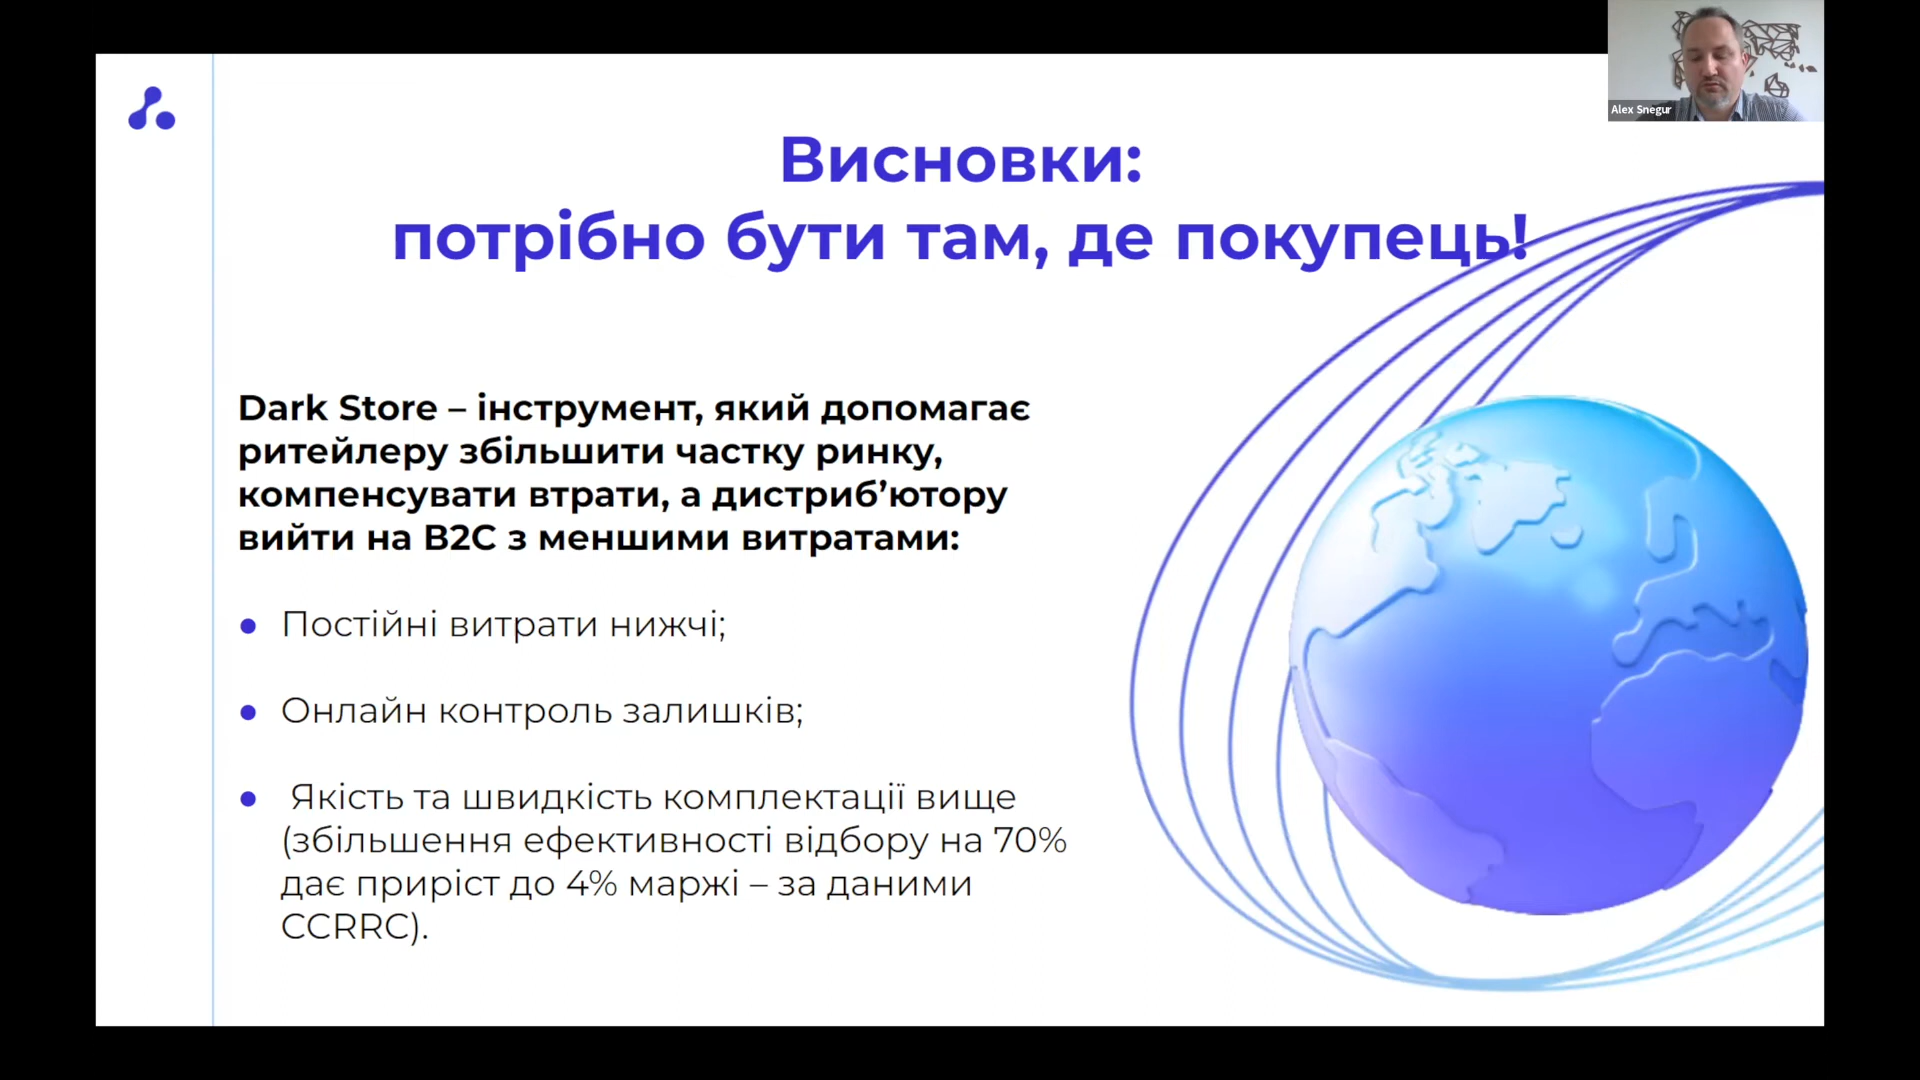 Alex Snegur
Висновки:
потрібно бути там, де покупець!
Dark Store – інструмент, який допомагає
ритейлеру збільшити частку ринку,
компенсувати втрати, а дистриб’ютору
вийти на B2C з меншими витратами:
● Постійні витрати нижчі;
● Онлайн контроль залишків;
● Якість та швидкість комплектації вище
(збільшення ефективності відбору на 70%
дає приріст до 4% маржі – за даними
CCRRC).